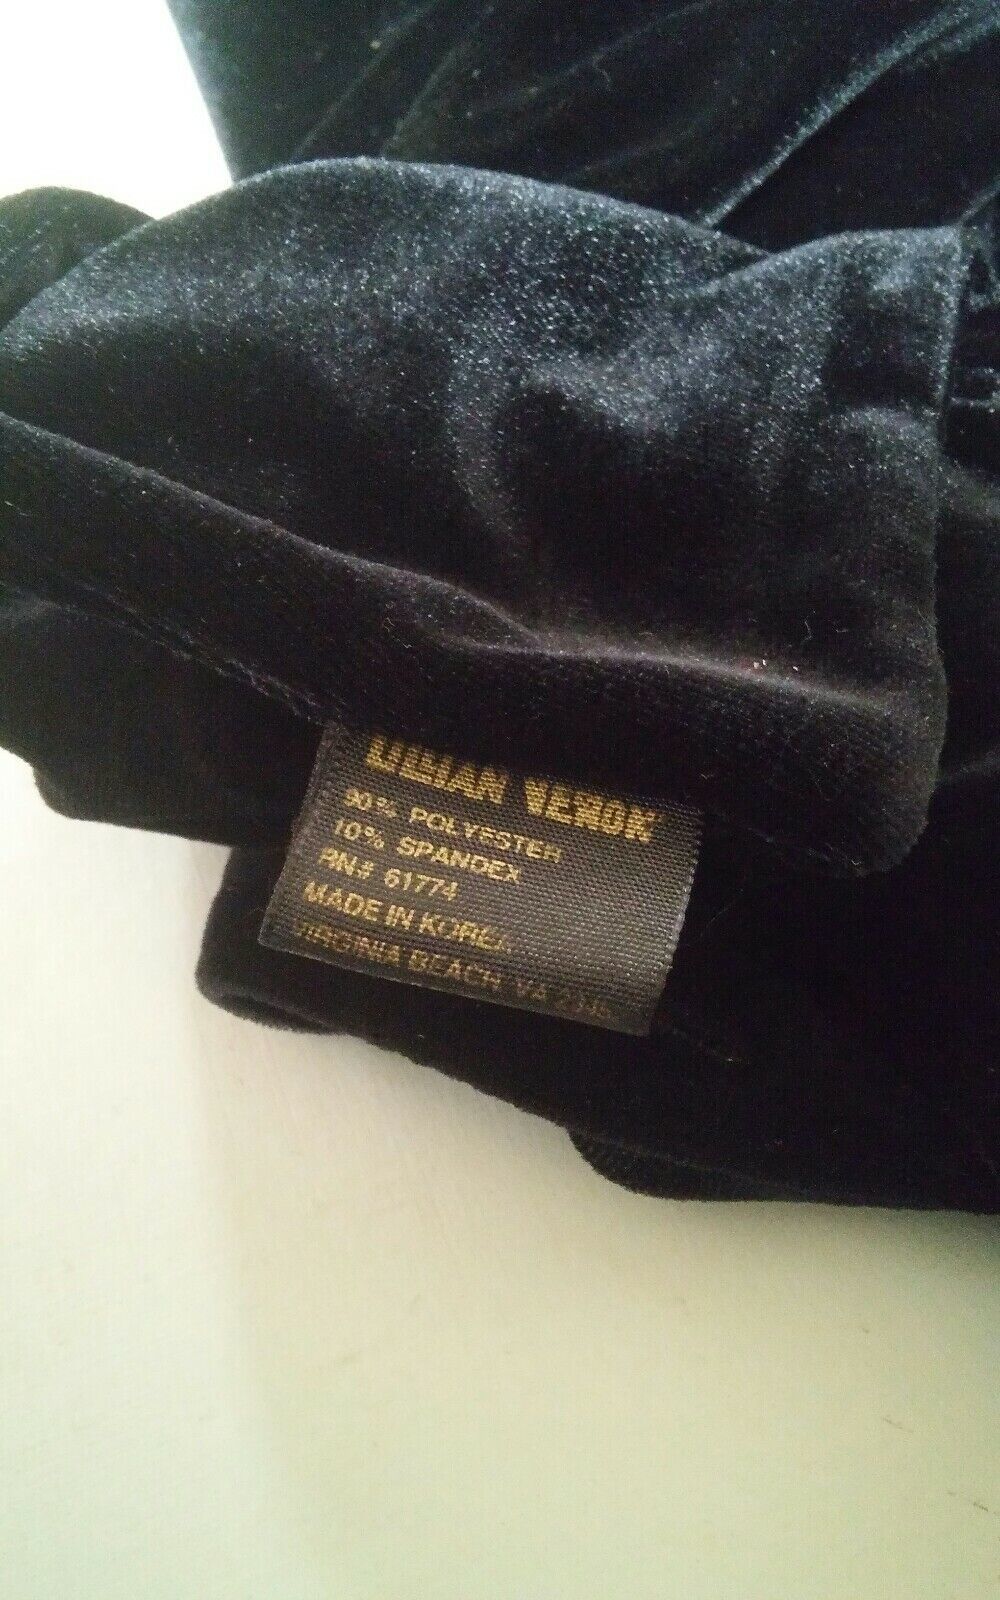 LILLIAN VERNON
90% POLYESTER
10% SPANDEX
RN# 61774
MADE IN KOREA
VIRGINIA BEACH, VA